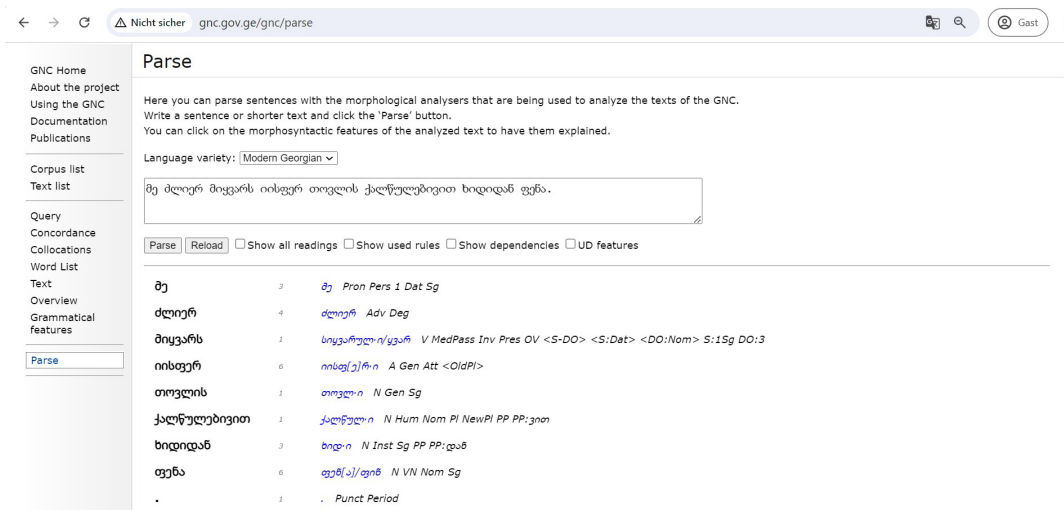 Nicht sicher gnc.gov.ge/gnc/parse Gast
Parse
GNC Home
About the project
Using the GNC
Documentation
Publications
Corpus list
Text list
Query
Concordance
Collocations
Word List
Text
Overview
Grammatical
features
Parse
Here you can parse sentences with the morphological analysers that are being used to analyze the texts of the GNC.
Write a sentence or shorter text and click the ‘Parse’ button.
You can click on the morphosyntactic features of the analyzed text to have them explained.
Language variety: Modern Georgian
მე ძლიერ მიყვარს იისფერ თოვლის ქალწულებივით ხიდიდან ფენა.
Parse Reload Show all readings Show used rules Show dependencies UD features
მე 3 მე Pron Pers 1 Dat Sg
ძლიერ 4 ძლიერ Adv Deg
მიყვარს 1 სიყვარულ·ი/ყვარ V MedPass Inv Pres OV <S-DO> <S:Dat> <DO:Nom> S:1Sg DO:3
იისფერ 6 იისფ[ე]რ·ი A Gen Att <OldPl>
თოვლის 1 თოვლ·ი N Gen Sg
ქალწულებივით 1 ქალწულ·ი N Hum Nom Pl NewPl PP PP:ვით
ხიდიდან 3 ხიდ·ი N Inst Sg PP PP:დან
ფენა 6 ფენ[ა]/ფინ N VN Nom Sg
. 1 . Punct Period